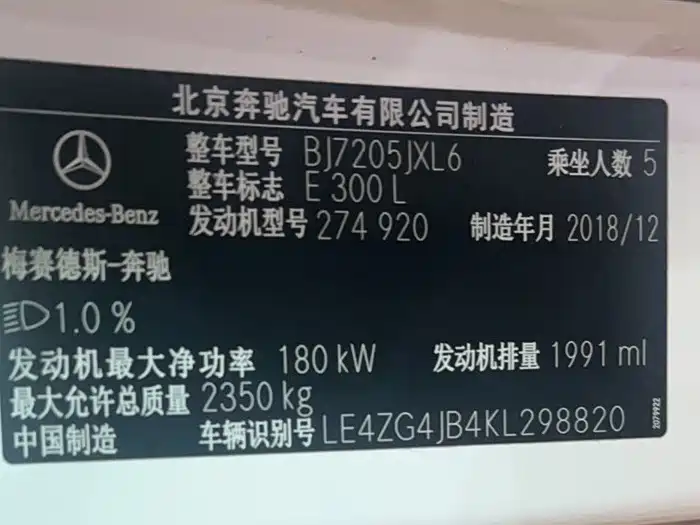 北京奔驰汽车有限公司制造
整车型号 BJ7205JXL6 乘坐人数 5
整车标志 E 300 L
Mercedes-Benz
发动机型号 274 920 制造年月 2018/12
梅赛德斯-奔驰
1.0 %
发动机最大净功率 180 kW 发动机排量 1991 ml
最大允许总质量 2350 kg
中国制造 车辆识别号 LE4ZG4JB4KL298820
2079922